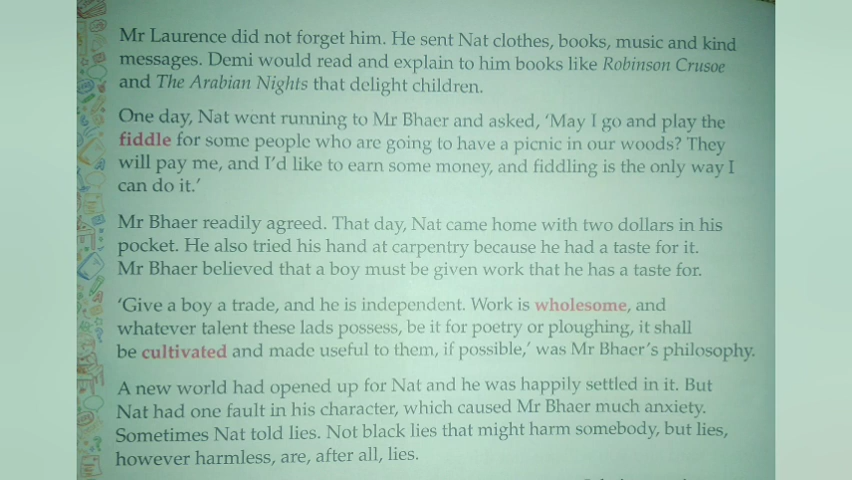 Mr Laurence did not forget him. He sent Nat clothes, books, music and kind
messages. Demi would read and explain to him books like Robinson Crusoe
and The Arabian Nights that delight children.
One day, Nat went running to Mr Bhaer and asked, ‘May I go and play the
fiddle for some people who are going to have a picnic in our woods? They
will pay me, and I’d like to earn some money, and fiddling is the only way I
can do it.’
Mr Bhaer readily agreed. That day, Nat came home with two dollars in his
pocket. He also tried his hand at carpentry because he had a taste for it.
Mr Bhaer believed that a boy must be given work that he has a taste for.
‘Give a boy a trade, and he is independent. Work is wholesome, and
whatever talent these lads possess, be it for poetry or ploughing, it shall
be cultivated and made useful to them, if possible,’ was Mr Bhaer’s philosophy.
A new world had opened up for Nat and he was happily settled in it. But
Nat had one fault in his character, which caused Mr Bhaer much anxiety.
Sometimes Nat told lies. Not black lies that might harm somebody, but lies,
however harmless, are, after all, lies.